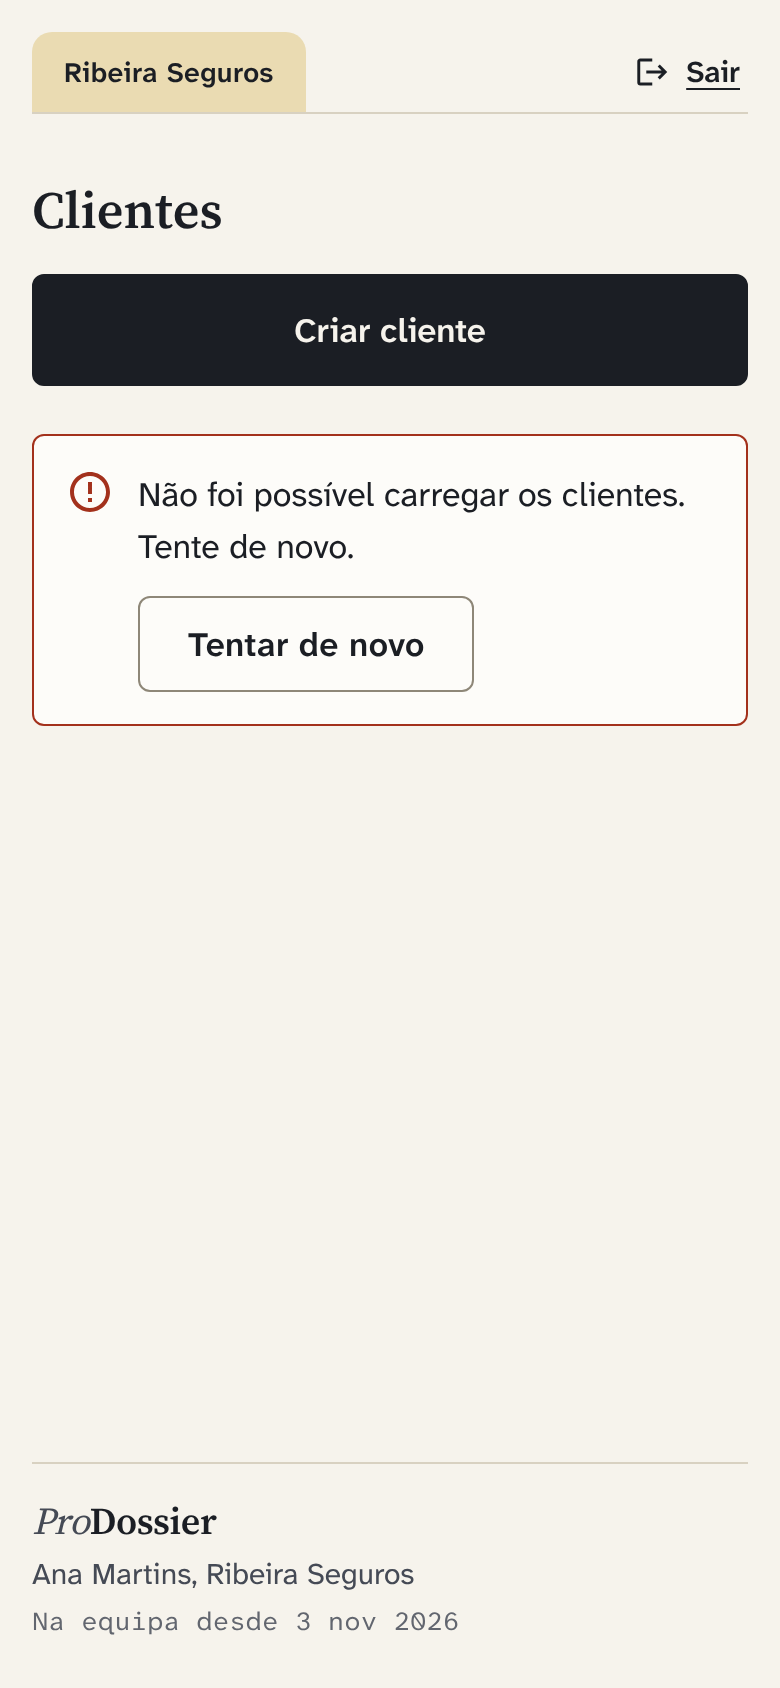 Ribeira Seguros
Sair
Clientes
Criar cliente
Não foi possível carregar os clientes.
Tente de novo.
Tentar de novo
ProDossier
Ana Martins, Ribeira Seguros
Na equipa desde 3 nov 2026